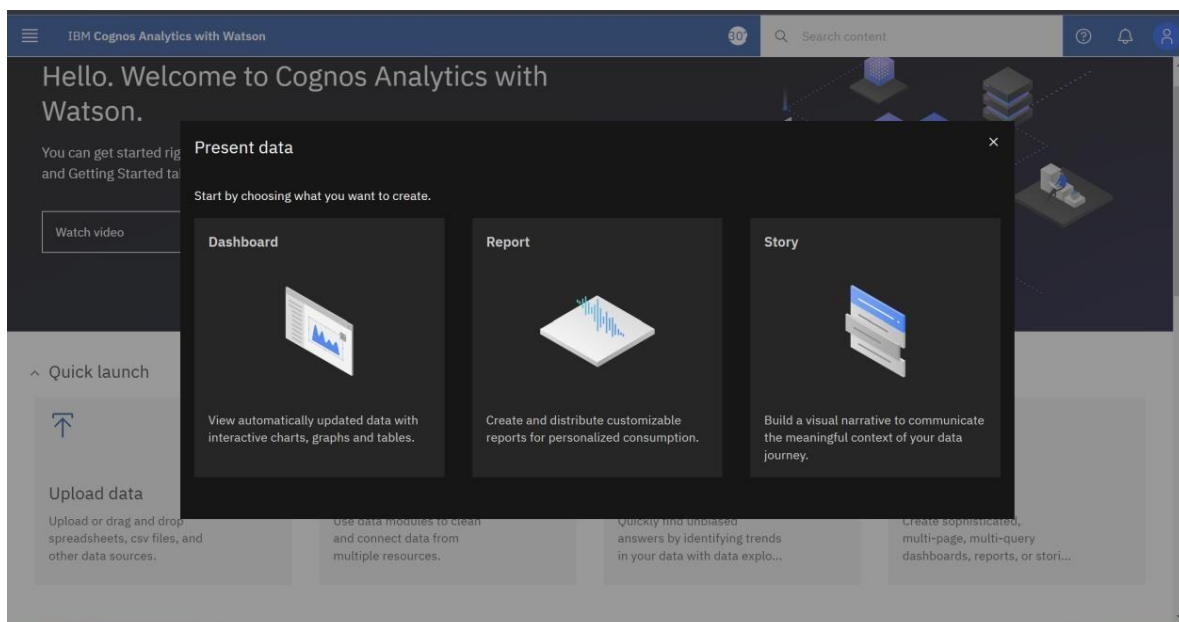 IBM Cognos Analytics with Watson
30
Search content
Hello. Welcome to Cognos Analytics with
Watson.
You can get started rig
and Getting Started ta
Watch video
Present data
Start by choosing what you want to create.
Dashboard
View automatically updated data with
interactive charts, graphs and tables.
Report
Create and distribute customizable
reports for personalized consumption.
Story
Build a visual narrative to communicate
the meaningful context of your data
journey.
Quick launch
Upload data
Upload or drag and drop
spreadsheets, csv files, and
other data sources.
Use data modules to clean
and connect data from
multiple resources.
Quickly find unbiased
answers by identifying trends
in your data with data explo...
Create sophisticated,
multi-page, multi-query
dashboards, reports, or stori...